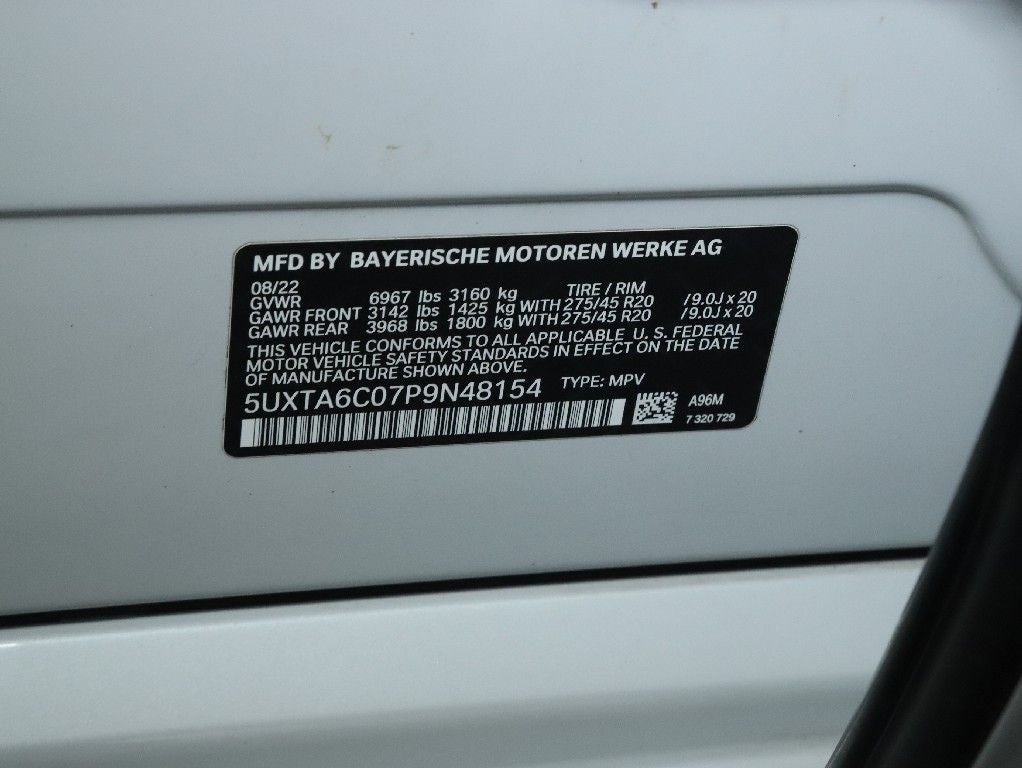 MFD BY BAYERISCHE MOTOREN WERKE AG
08/22 TIRE / RIM
GVWR 6967 lbs 3160 kg
GAWR FRONT 3142 lbs 1425 kg WITH 275/45 R20 /9.0J x 20
GAWR REAR 3968 lbs 1800 kg WITH 275/45 R20 /9.0J x 20
THIS VEHICLE CONFORMS TO ALL APPLICABLE U. S. FEDERAL
MOTOR VEHICLE SAFETY STANDARDS IN EFFECT ON THE DATE
OF MANUFACTURE SHOWN ABOVE.
5UXTA6C07P9N48154 TYPE: MPV
A96M
7 320 729